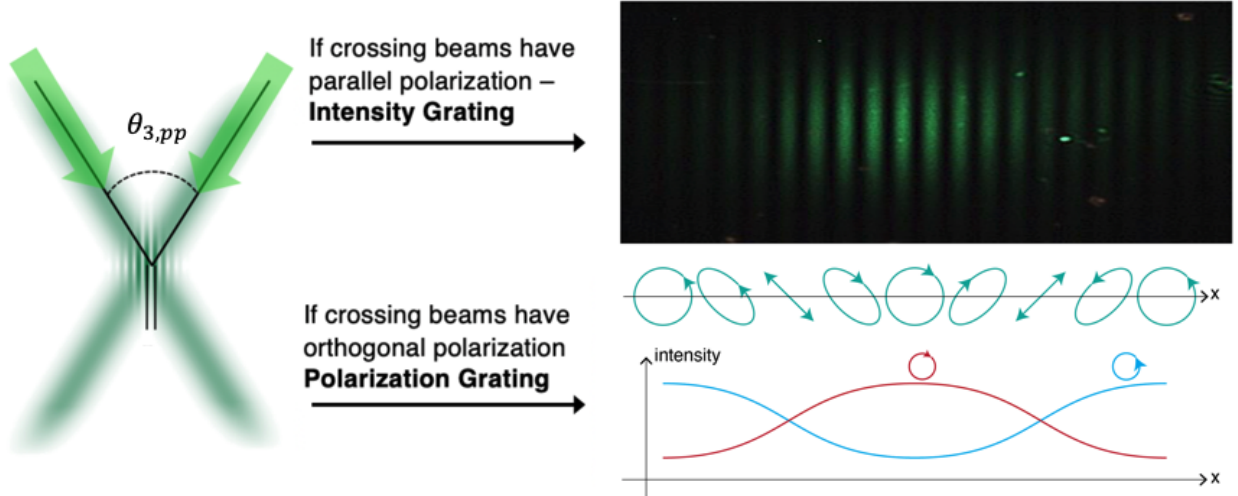 If crossing beams have
parallel polarization –
Intensity Grating
θ3,pp
x
If crossing beams have
orthogonal polarization
Polarization Grating
intensity
x